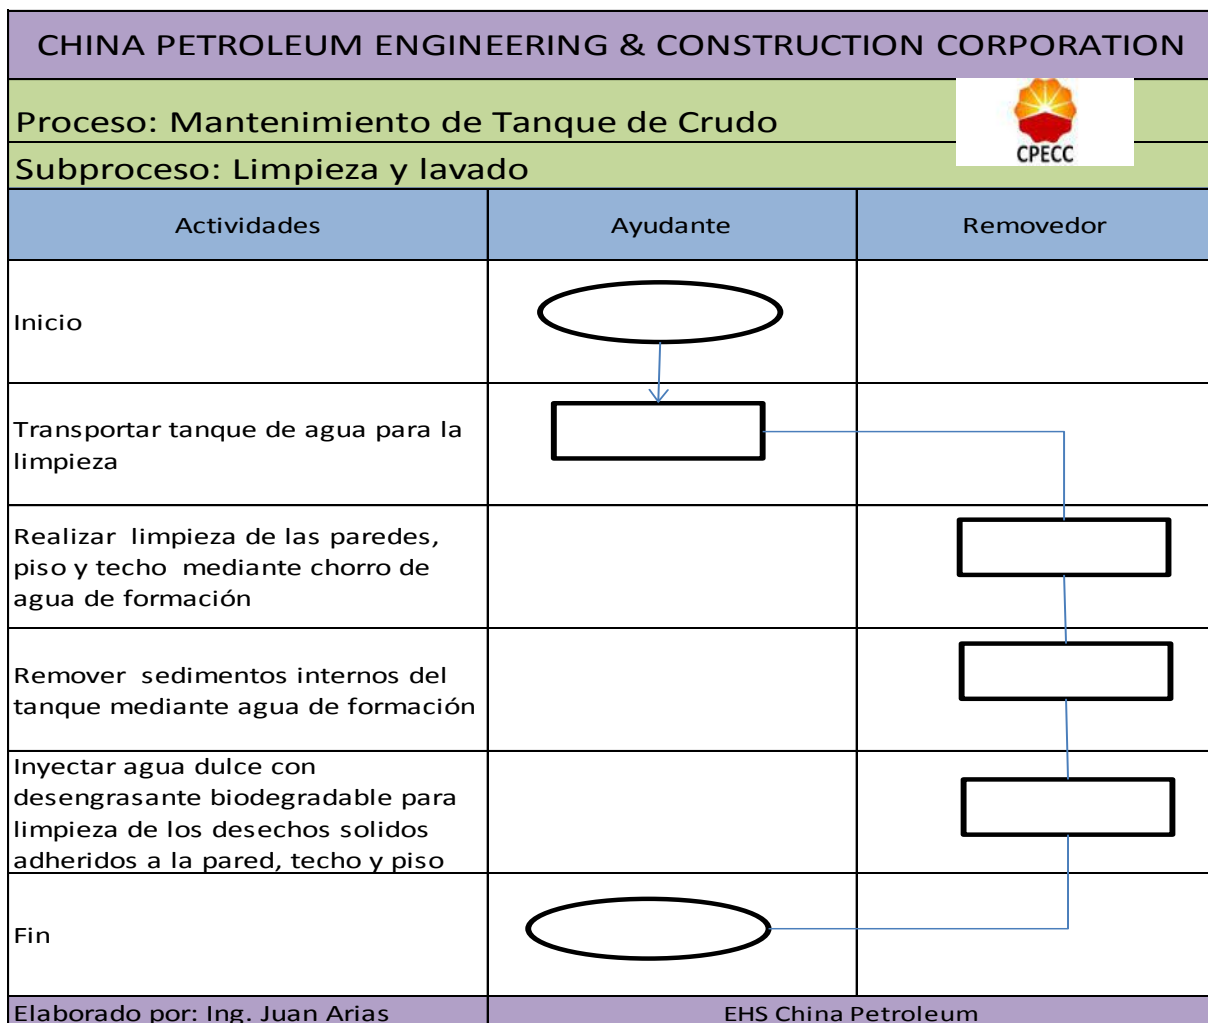 CHINA PETROLEUM ENGINEERING & CONSTRUCTION CORPORATION
Proceso: Mantenimiento de Tanque de Crudo
CPECC
Subproceso: Limpieza y lavado
Actividades
Ayudante
Removedor
Inicio
Transportar tanque de agua para la
limpieza
Realizar limpieza de las paredes,
piso y techo mediante chorro de
agua de formación
Remover sedimentos internos del
tanque mediante agua de formación
Inyectar agua dulce con
desengrasante biodegradable para
limpieza de los desechos solidos
adheridos a la pared, techo y piso
Fin
Elaborado por: Ing. Juan Arias
EHS China Petroleum